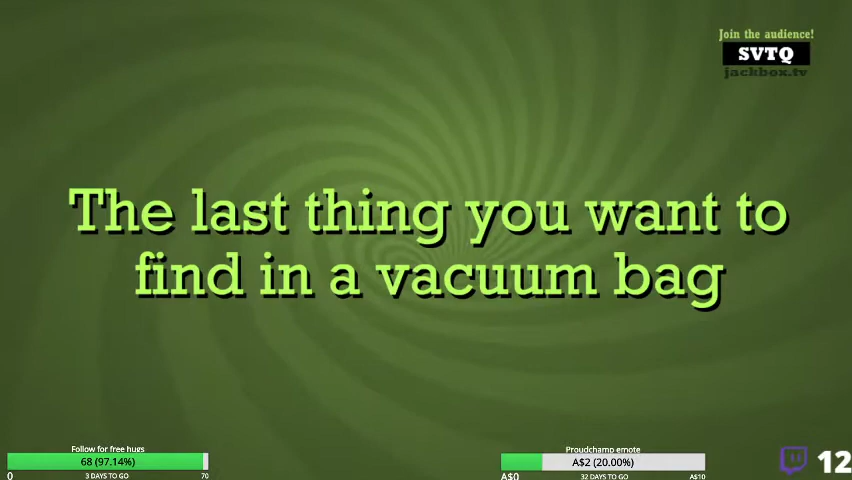 Join the audience!
SVTQ
jackbox.tv
The last thing you want to
find in a vacuum bag
Follow for free hugs
68 (97.14%)
0 3 DAYS TO GO 70
Proudchamp emote
A$2 (20.00%)
A$0 32 DAYS TO GO A$10
12